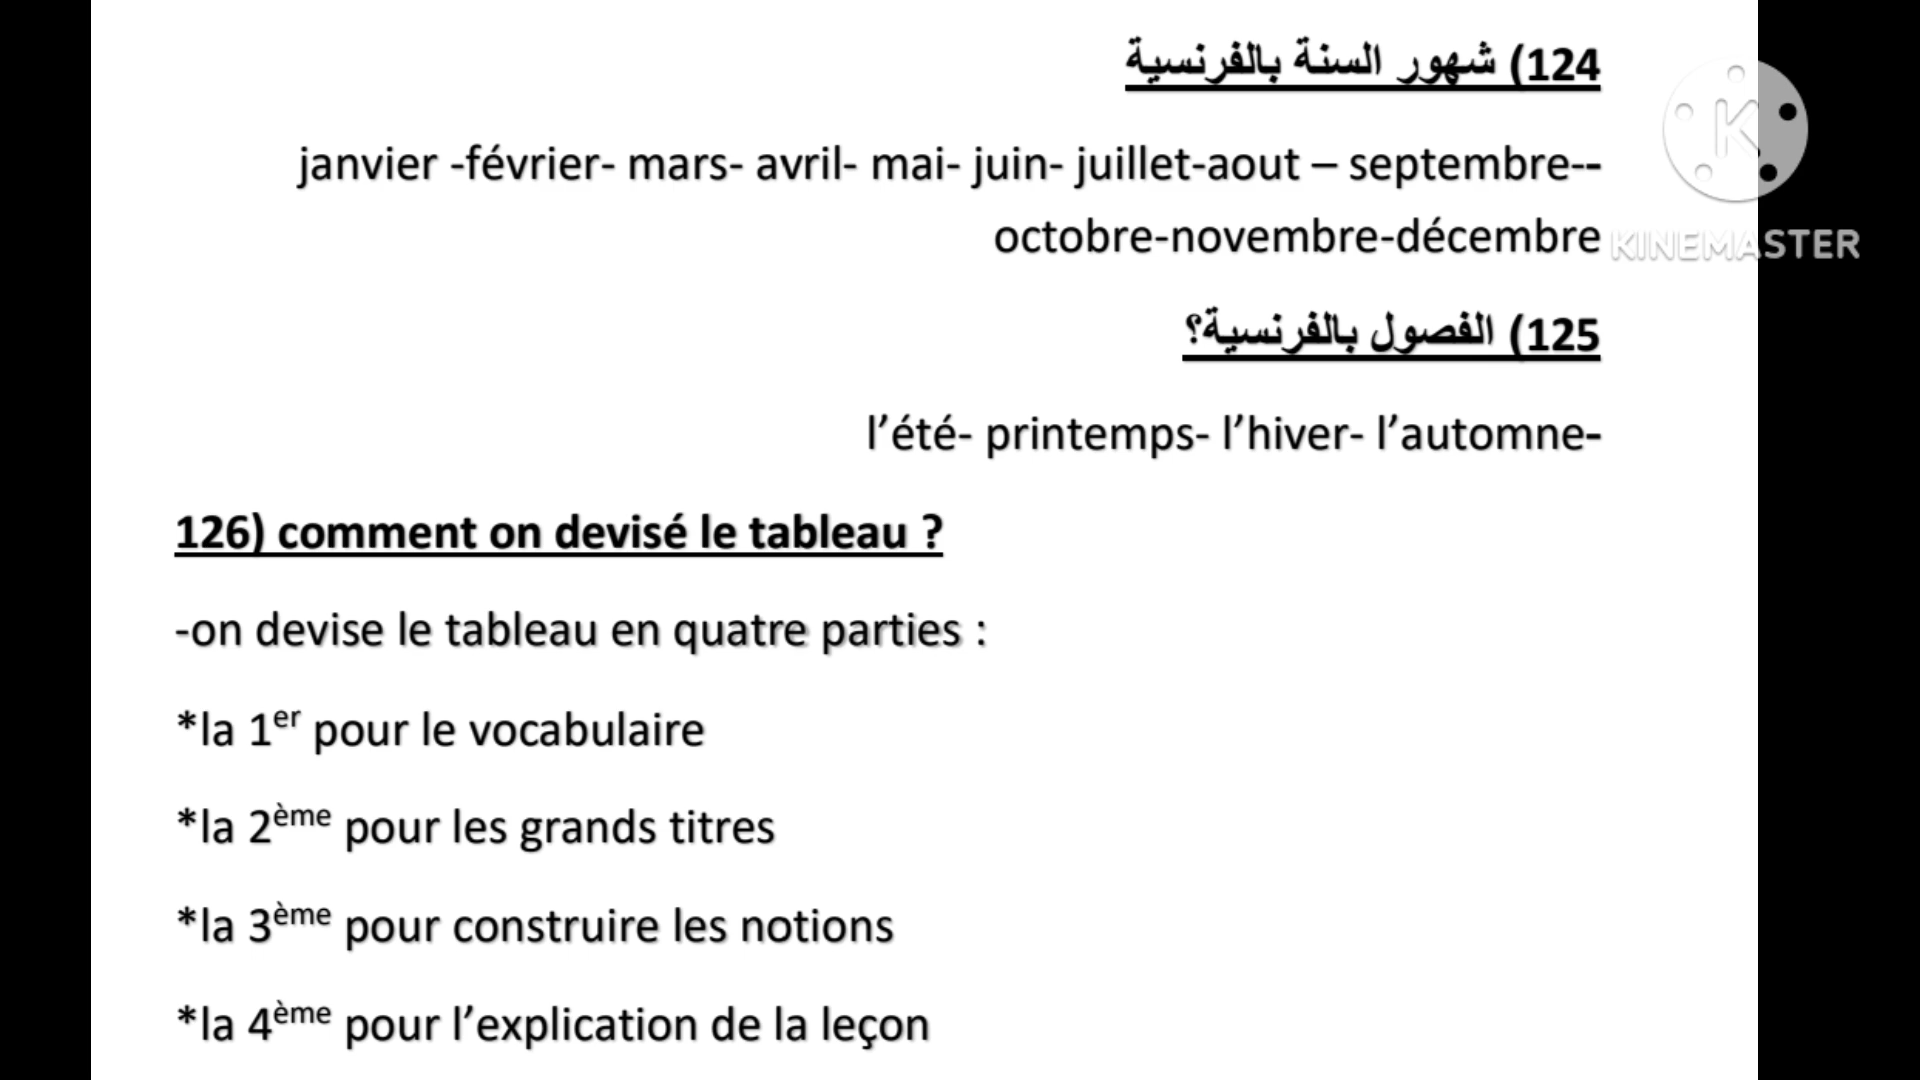 124) شهور السنة بالفرنسية
janvier -février- mars- avril- mai- juin- juillet-aout – septembre--
octobre-novembre-décembre
KINEMASTER
125) الفصول بالفرنسية؟
l’été- printemps- l’hiver- l’automne-
126) comment on devisé le tableau ?
-on devise le tableau en quatre parties :
*la 1er pour le vocabulaire
*la 2ème pour les grands titres
*la 3ème pour construire les notions
*la 4ème pour l’explication de la leçon